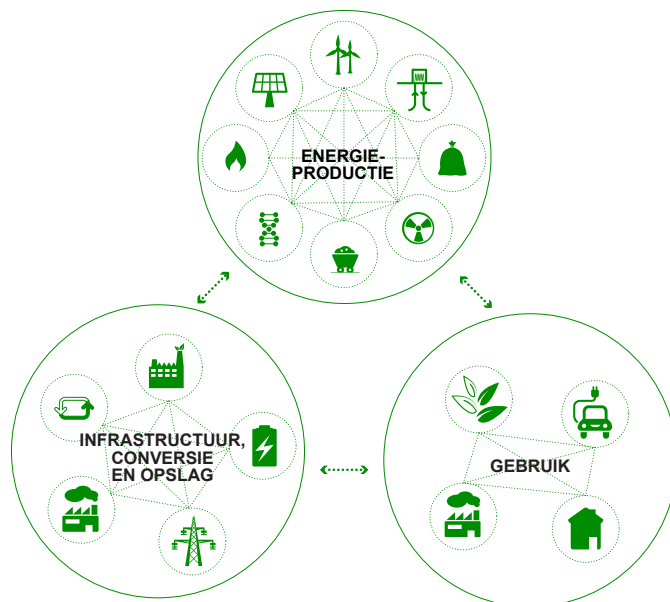 ENERGIE-
PRODUCTIE
INFRASTRUCTUUR,
CONVERSIE
EN OPSLAG
GEBRUIK